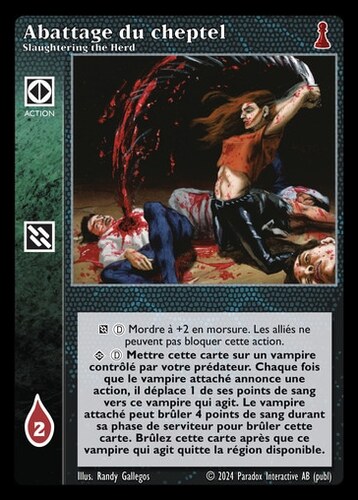 Abattage du cheptel
Slaughtering the Herd
ACTION
D Mordre à +2 en morsure. Les alliés ne
peuvent pas bloquer cette action.
D Mettre cette carte sur un vampire
contrôlé par votre prédateur. Chaque fois
que le vampire attaché annonce une
action, il déplace 1 de ses points de sang
vers ce vampire qui agit. Le vampire
attaché peut brûler 4 points de sang durant
sa phase de serviteur pour brûler cette
carte. Brûlez cette carte après que ce
vampire qui agit quitte la région disponible.
2
Illus. Randy Gallegos © 2024 Paradox Interactive AB (publ)